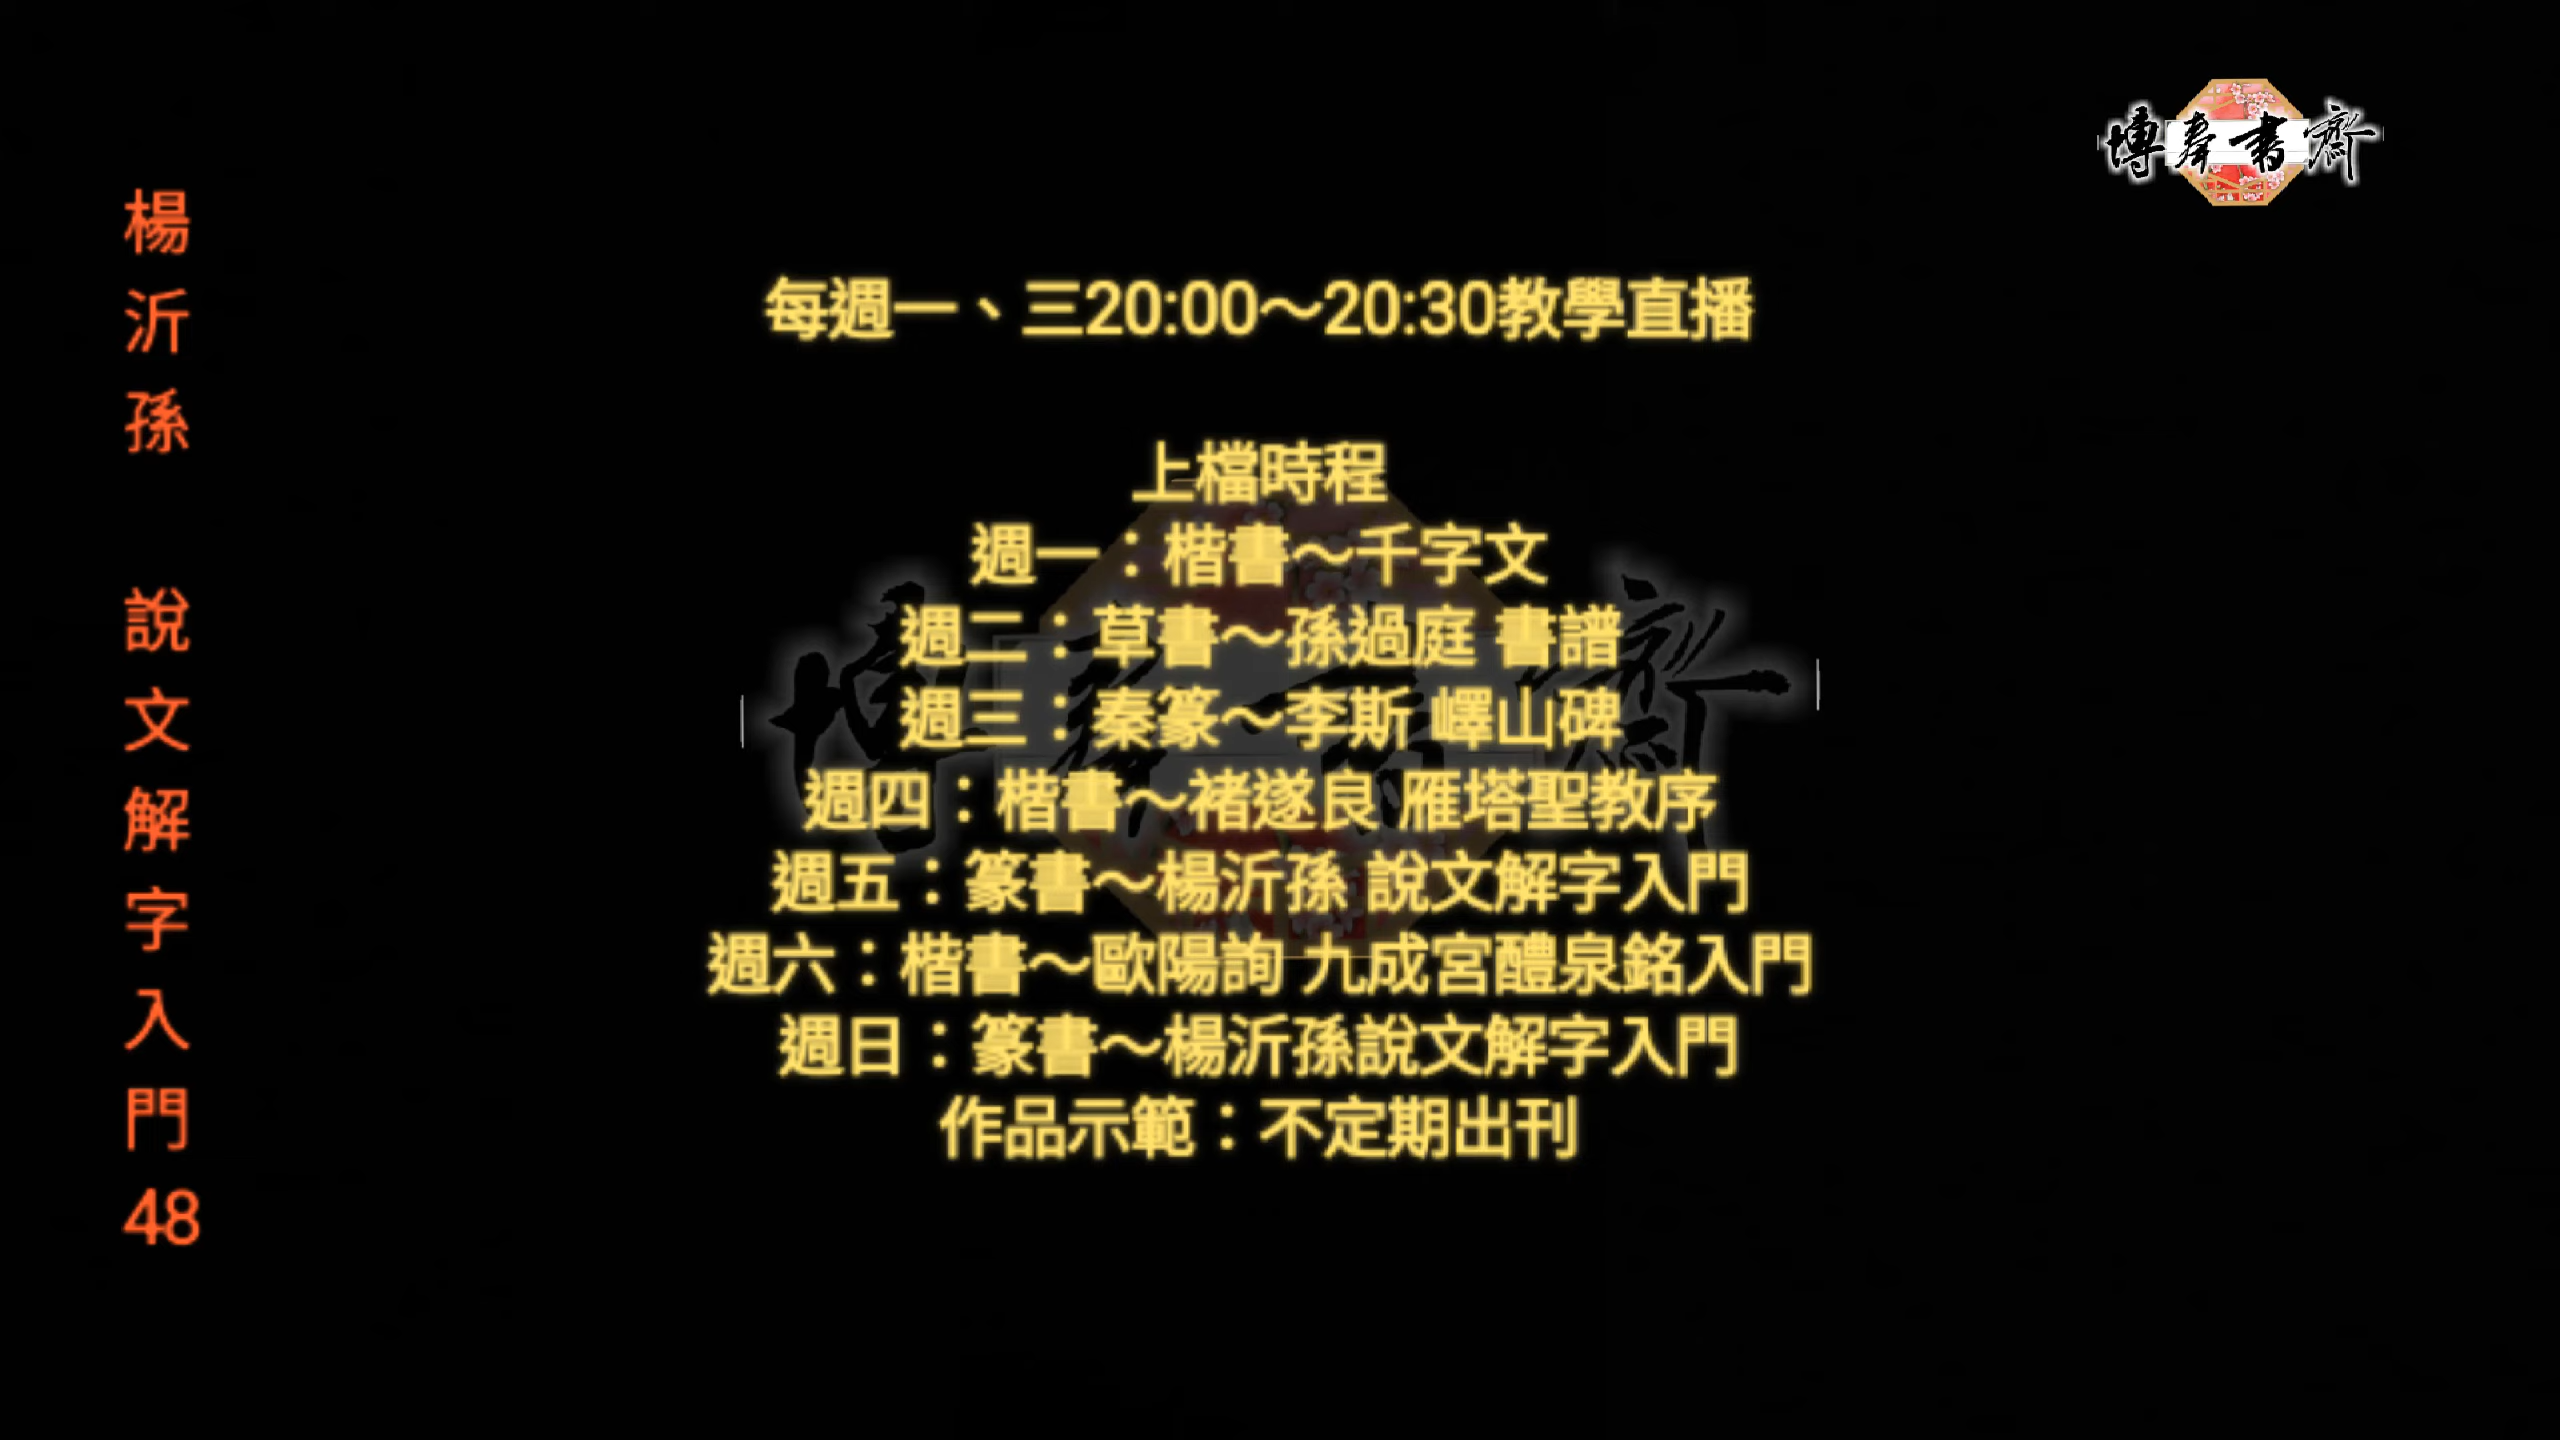 楊沂孫 說文解字入門48
每週一、三20:00～20:30教學直播
上檔時程
週一：楷書～千字文
週二：草書～孫過庭 書譜
週三：秦篆～李斯 嶧山碑
週四：楷書～褚遂良 雁塔聖教序
週五：篆書～楊沂孫 說文解字入門
週六：楷書～歐陽詢 九成宮醴泉銘入門
週日：篆書～楊沂孫說文解字入門
作品示範：不定期出刊